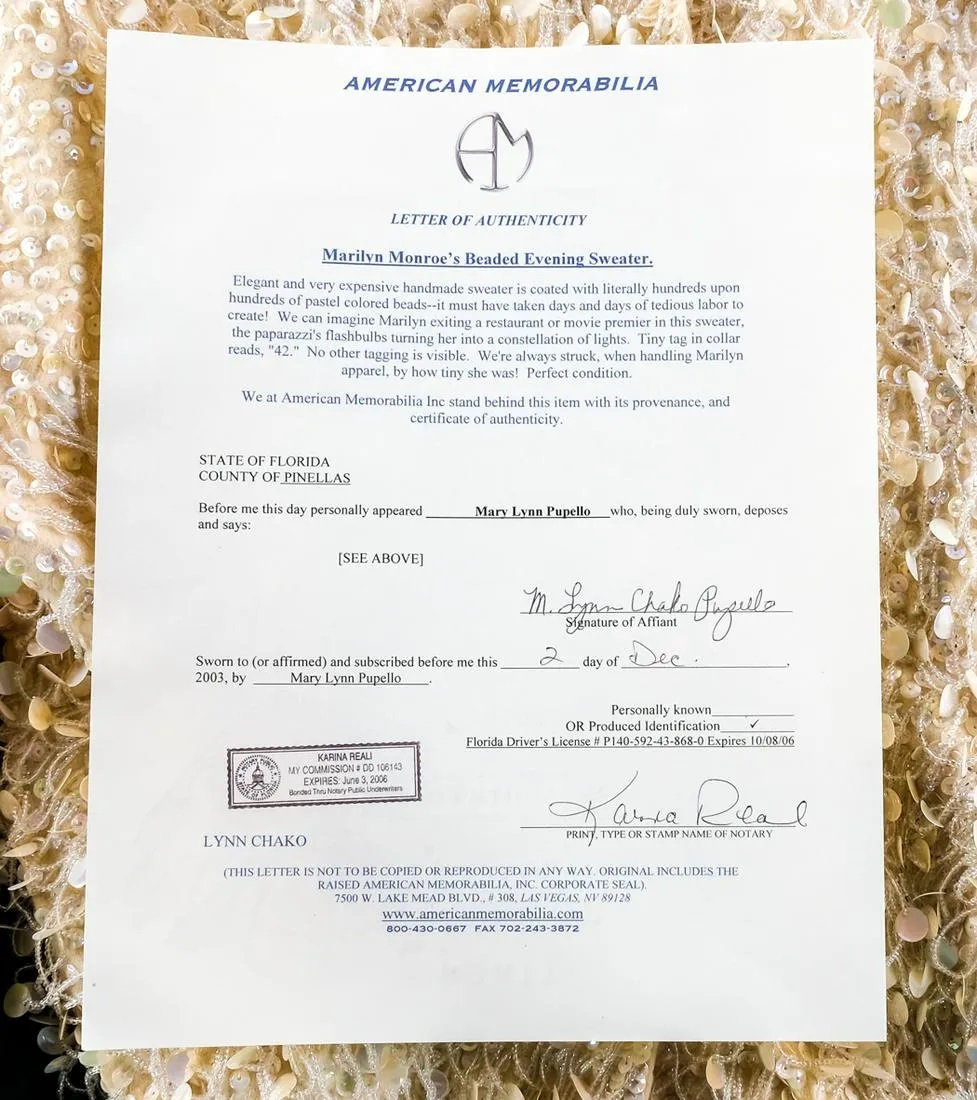 AMERICAN MEMORABILIA
AM
LETTER OF AUTHENTICITY
Marilyn Monroe's Beaded Evening Sweater.
Elegant and very expensive handmade sweater is coated with literally hundreds upon
hundreds of pastel colored beads--it must have taken days and days of tedious labor to
create! We can imagine Marilyn exiting a restaurant or movie premier in this sweater,
the paparazzi's flashbulbs turning her into a constellation of lights. Tiny tag in collar
reads, "42." No other tagging is visible. We're always struck, when handling Marilyn
apparel, by how tiny she was! Perfect condition.
We at American Memorabilia Inc stand behind this item with its provenance, and
certificate of authenticity.
STATE OF FLORIDA
COUNTY OF PINELLAS
Before me this day personally appeared Mary Lynn Pupello who, being duly sworn, deposes
and says:
[SEE ABOVE]
M. Lynn Chako Pupello
Signature of Affiant
Sworn to (or affirmed) and subscribed before me this 2 day of Dec.,
2003, by Mary Lynn Pupello.
Personally known
OR Produced Identification ✓
Florida Driver's License # P140-592-43-868-0 Expires 10/08/06
KARINA REALI
MY COMMISSION # DD 106143
EXPIRES: June 3, 2006
Bonded Thru Notary Public Underwriters
Karina Reali
PRINT, TYPE OR STAMP NAME OF NOTARY
LYNN CHAKO
(THIS LETTER IS NOT TO BE COPIED OR REPRODUCED IN ANY WAY. ORIGINAL INCLUDES THE
RAISED AMERICAN MEMORABILIA, INC. CORPORATE SEAL).
7500 W. LAKE MEAD BLVD., # 308, LAS VEGAS, NV 89128
www.americanmemorabilia.com
800-430-0667 FAX 702-243-3872